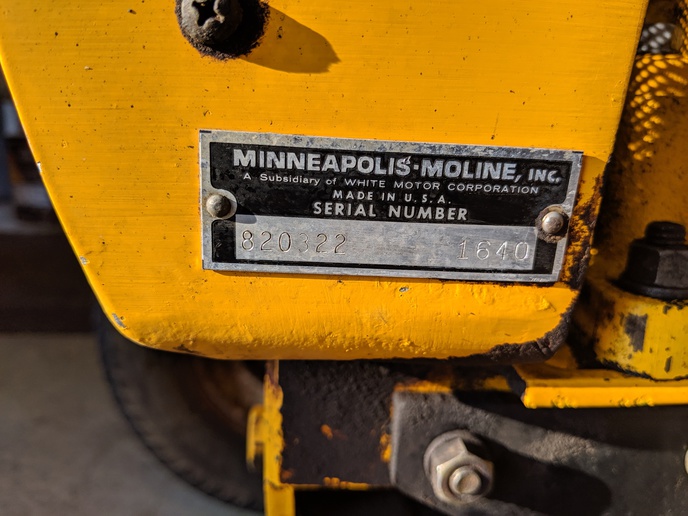 MINNEAPOLIS-MOLINE, INC.
A Subsidiary of WHITE MOTOR CORPORATION
MADE IN U.S.A.
SERIAL NUMBER
820322 1640